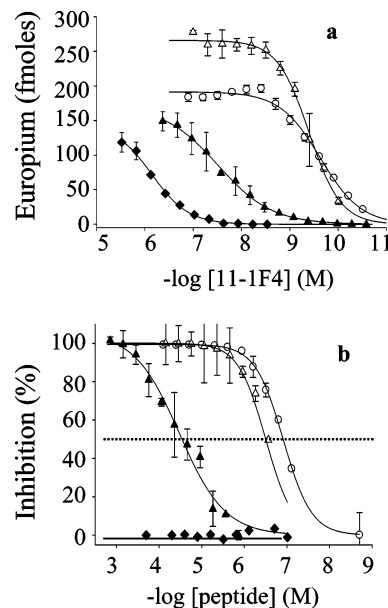 a
Europium (fmoles)
300
250
200
150
100
50
0
5 6 7 8 9 10 11
-log [11-1F4] (M)
b
Inhibition (%)
100
80
60
40
20
0
3 4 5 6 7 8 9
-log [peptide] (M)